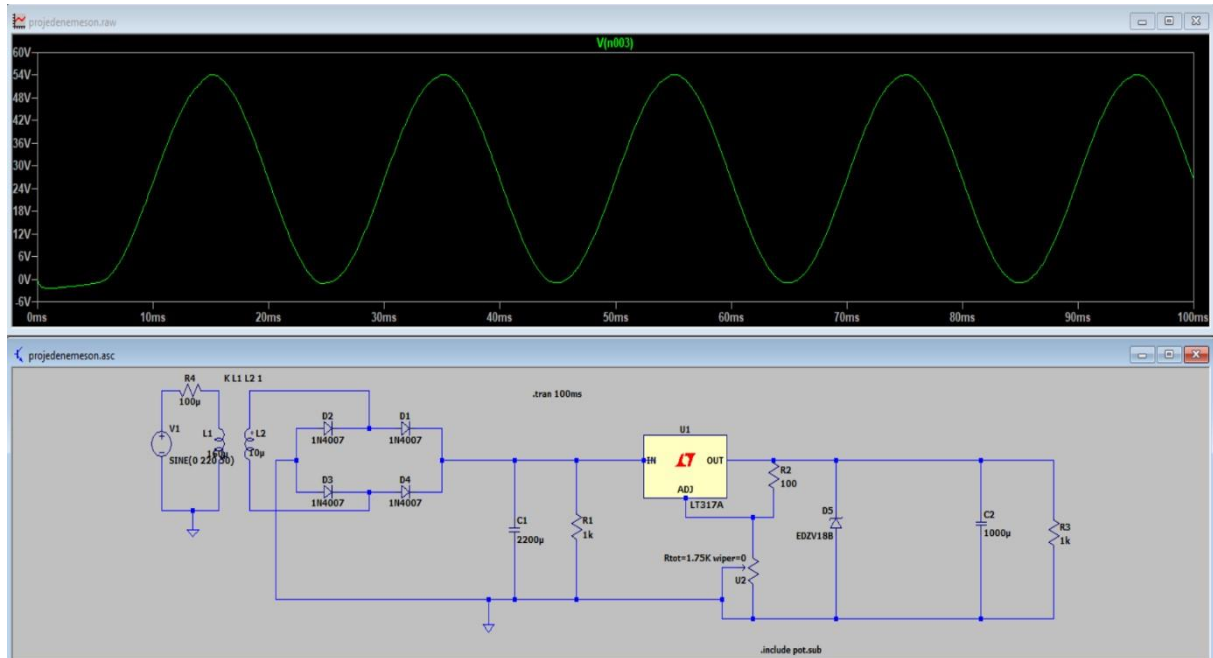 projedenemeson.raw
V(n003)
60V
54V
48V
42V
36V
30V
24V
18V
12V
6V
0V
-6V
0ms 10ms 20ms 30ms 40ms 50ms 60ms 70ms 80ms 90ms 100ms
projedenemeson.asc
R4
100µ
K L1 L2 1
.tran 100ms
V1
SINE(0 220 50)
L1
L2
10µ
D2
1N4007
D1
1N4007
D3
1N4007
D4
1N4007
C1
2200µ
R1
1k
U1
IN
OUT
ADJ
LT317A
R2
100
Rtot=1.75K wiper=0
U2
D5
EDZV18B
C2
1000µ
R3
1k
.include pot.sub